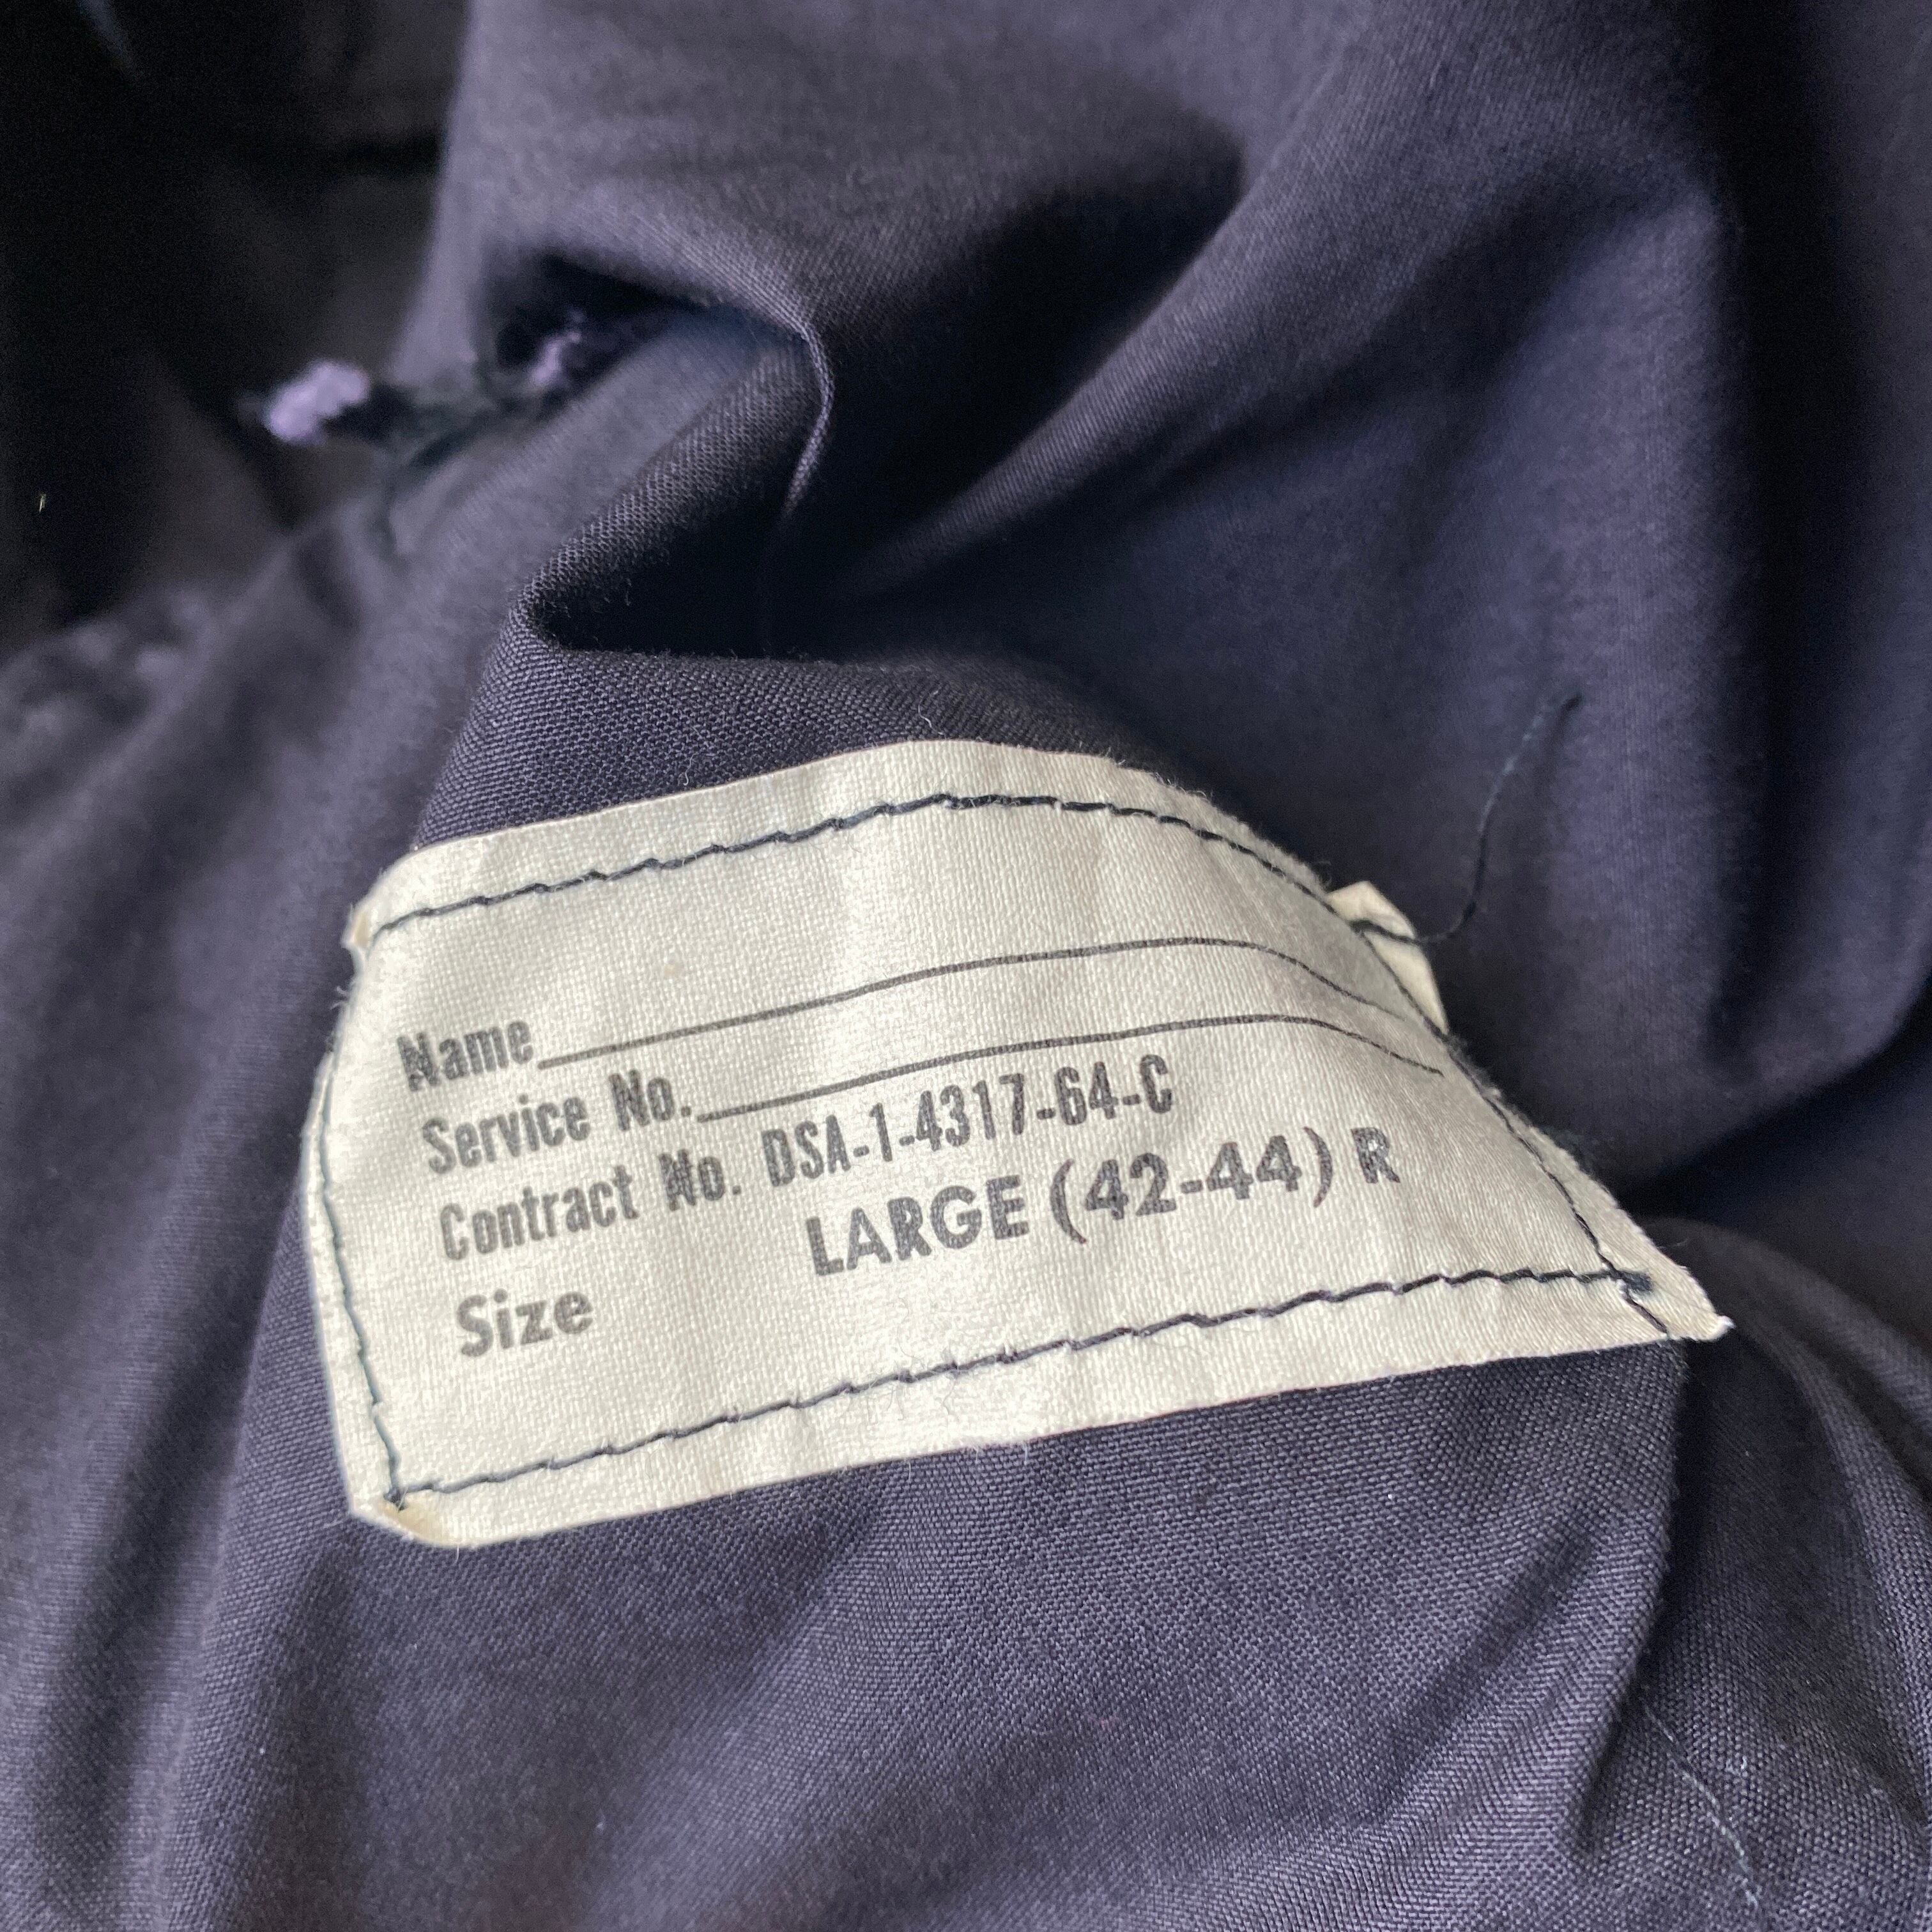 Name
Service No.
Contract No. DSA-1-4317-64-C
Size LARGE (42-44) R